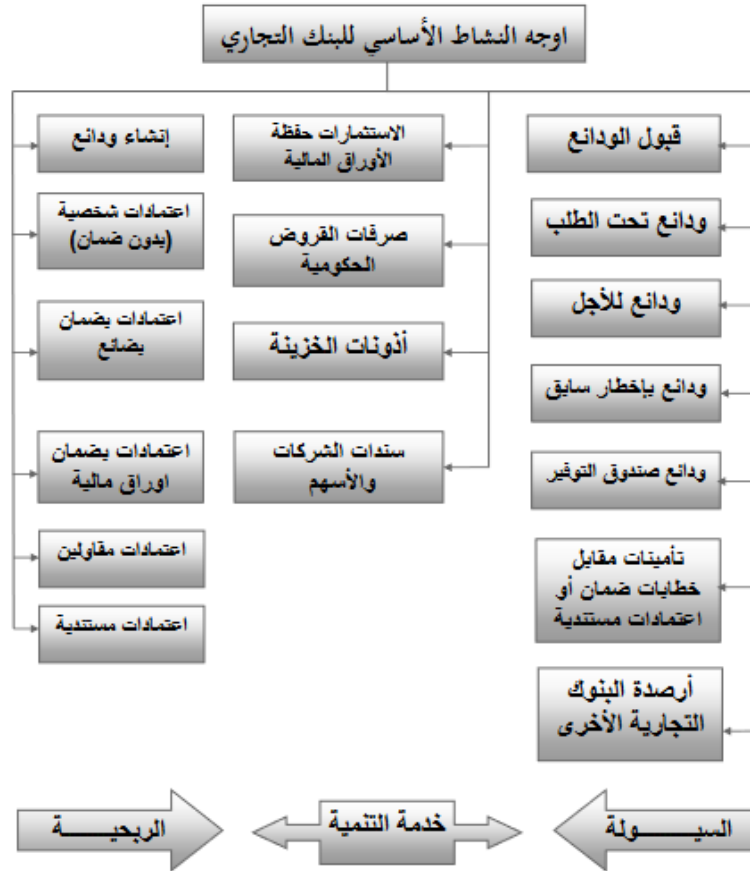 اوجه النشاط الأساسي للبنك التجاري
قبول الودائع
ودائع تحت الطلب
ودائع للأجل
ودائع بإخطار سابق
ودائع صندوق التوفير
تأمينات مقابل
خطابات ضمان أو
اعتمادات مستندية
أرصدة البنوك
التجارية الأخرى
الاستثمارات حفظة
الأوراق المالية
صرفات القروض
الحكومية
أذونات الخزينة
سندات الشركات
والأسهم
إنشاء ودائع
اعتمادات شخصية
(بدون ضمان)
اعتمادات بضمان
بضائع
اعتمادات بضمان
اوراق مالية
اعتمادات مقاولين
اعتمادات مستندية
السيـــــــولة
خدمة التنمية
الربحيـــــــة